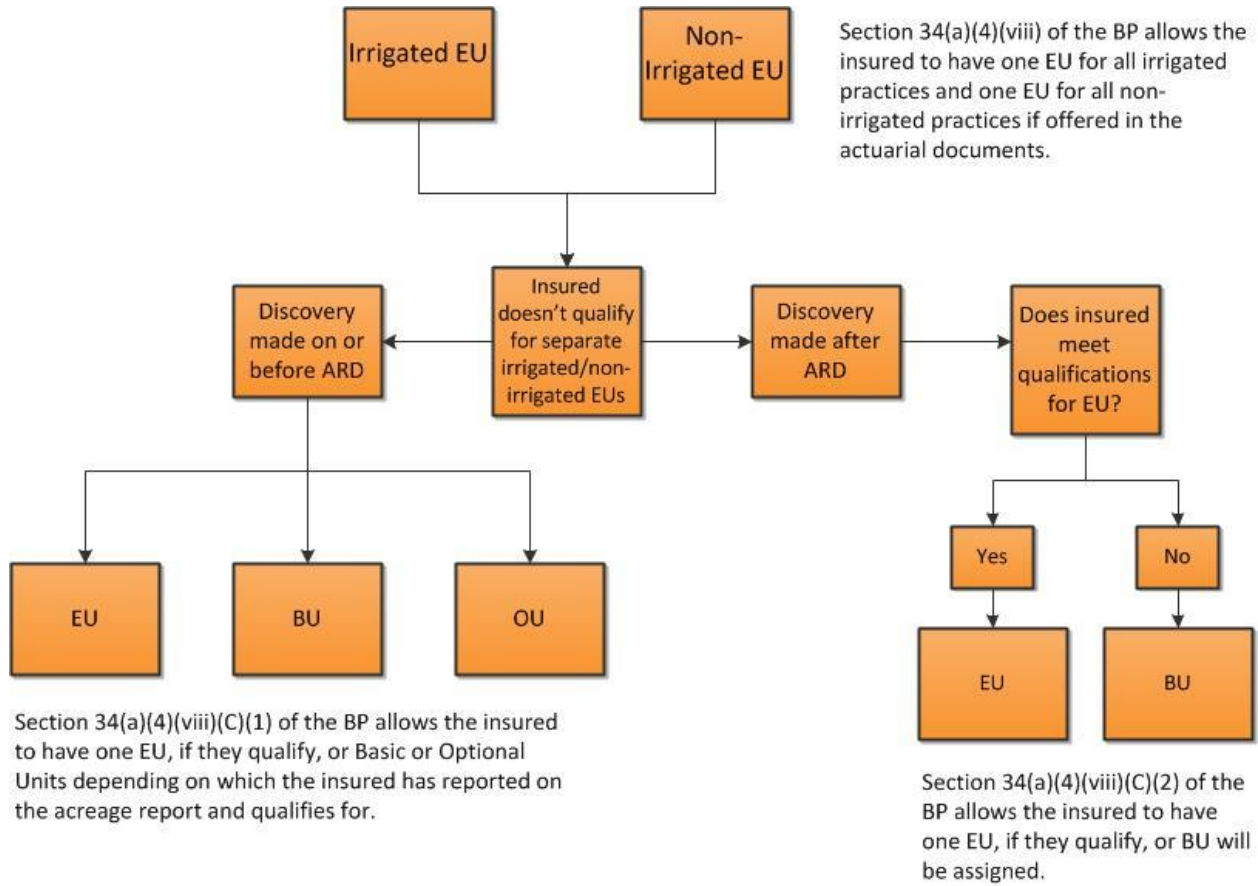 Irrigated EU
Non-
Irrigated EU
Section 34(a)(4)(viii) of the BP allows the
insured to have one EU for all irrigated
practices and one EU for all non-
irrigated practices if offered in the
actuarial documents.
Discovery
made on or
before ARD
Insured
doesn’t qualify
for separate
irrigated/non-
irrigated EUs
Discovery
made after
ARD
Does insured
meet
qualifications
for EU?
Yes
No
EU
BU
OU
EU
BU
Section 34(a)(4)(viii)(C)(1) of the BP allows the insured
to have one EU, if they qualify, or Basic or Optional
Units depending on which the insured has reported on
the acreage report and qualifies for.
Section 34(a)(4)(viii)(C)(2) of the
BP allows the insured to have
one EU, if they qualify, or BU will
be assigned.